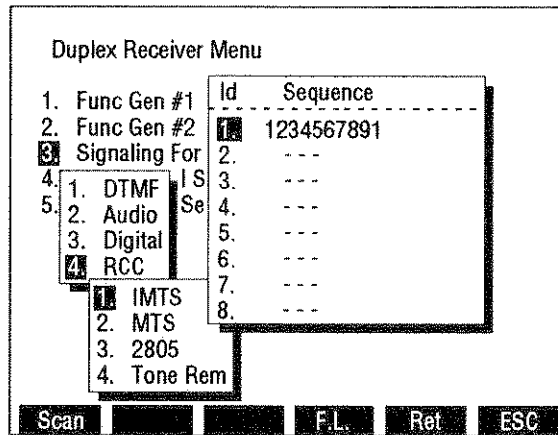 Duplex Receiver Menu
1. Func Gen #1
2. Func Gen #2
3. Signaling For
4. l S
5. Se
1. DTMF
2. Audio
3. Digital
4. RCC
1. IMTS
2. MTS
3. 2805
4. Tone Rem
Id Sequence
1. 1234567891
2. ---
3. ---
4. ---
5. ---
6. ---
7. ---
8. ---
Scan F.L. Ret ESC